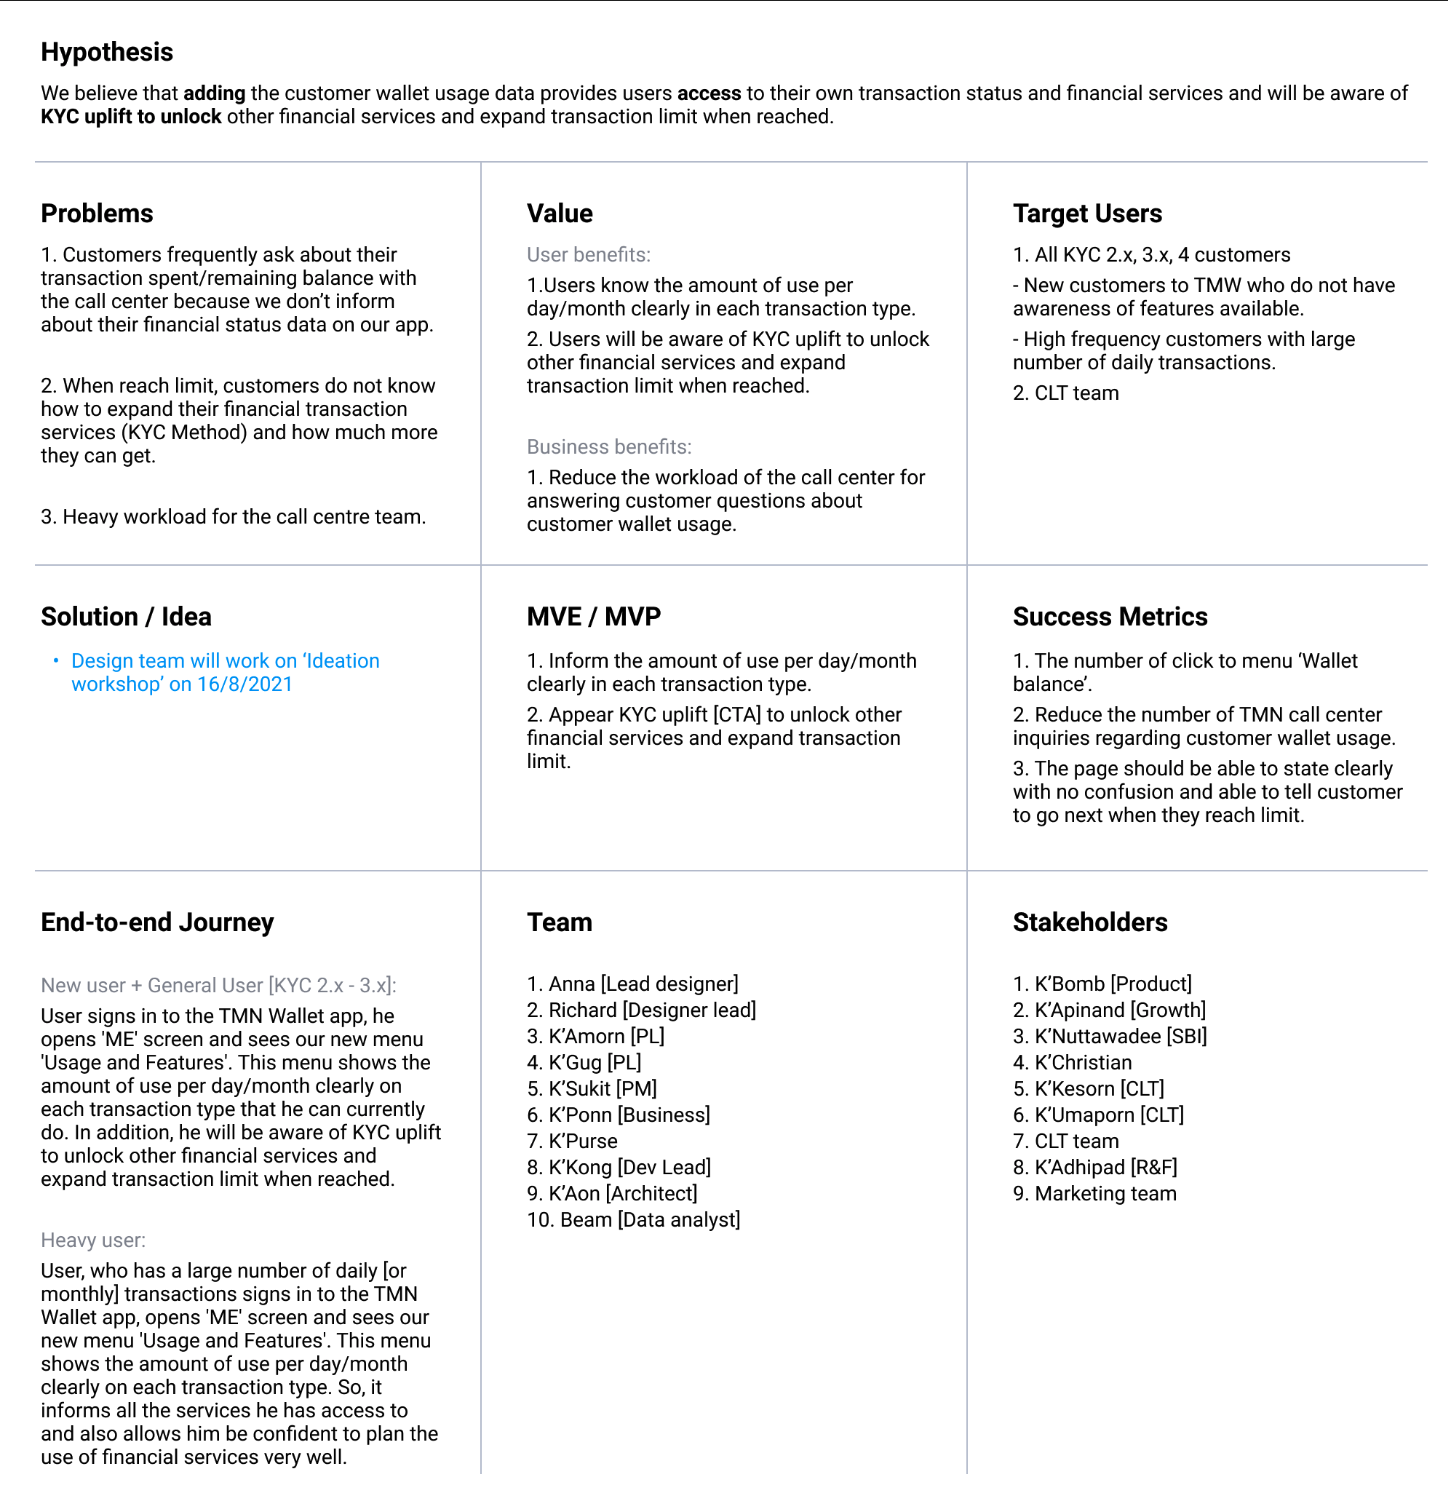 Hypothesis
We believe that adding the customer wallet usage data provides users access to their own transaction status and financial services and will be aware of
KYC uplift to unlock other financial services and expand transaction limit when reached.
Problems
1. Customers frequently ask about their
transaction spent/remaining balance with
the call center because we don’t inform
about their financial status data on our app.
2. When reach limit, customers do not know
how to expand their financial transaction
services (KYC Method) and how much more
they can get.
3. Heavy workload for the call centre team.
Value
User benefits:
1.Users know the amount of use per
day/month clearly in each transaction type.
2. Users will be aware of KYC uplift to unlock
other financial services and expand
transaction limit when reached.
Business benefits:
1. Reduce the workload of the call center for
answering customer questions about
customer wallet usage.
Target Users
1. All KYC 2.x, 3.x, 4 customers
- New customers to TMW who do not have
awareness of features available.
- High frequency customers with large
number of daily transactions.
2. CLT team
Solution / Idea
• Design team will work on ‘Ideation
workshop’ on 16/8/2021
MVE / MVP
1. Inform the amount of use per day/month
clearly in each transaction type.
2. Appear KYC uplift [CTA] to unlock other
financial services and expand transaction
limit.
Success Metrics
1. The number of click to menu ‘Wallet
balance’.
2. Reduce the number of TMN call center
inquiries regarding customer wallet usage.
3. The page should be able to state clearly
with no confusion and able to tell customer
to go next when they reach limit.
End-to-end Journey
New user + General User [KYC 2.x - 3.x]:
User signs in to the TMN Wallet app, he
opens 'ME' screen and sees our new menu
'Usage and Features'. This menu shows the
amount of use per day/month clearly on
each transaction type that he can currently
do. In addition, he will be aware of KYC uplift
to unlock other financial services and
expand transaction limit when reached.
Heavy user:
User, who has a large number of daily [or
monthly] transactions signs in to the TMN
Wallet app, opens 'ME' screen and sees our
new menu 'Usage and Features'. This menu
shows the amount of use per day/month
clearly on each transaction type. So, it
informs all the services he has access to
and also allows him be confident to plan the
use of financial services very well.
Team
1. Anna [Lead designer]
2. Richard [Designer lead]
3. K’Amorn [PL]
4. K’Gug [PL]
5. K’Sukit [PM]
6. K’Ponn [Business]
7. K’Purse
8. K’Kong [Dev Lead]
9. K’Aon [Architect]
10. Beam [Data analyst]
Stakeholders
1. K’Bomb [Product]
2. K’Apinand [Growth]
3. K’Nuttawadee [SBI]
4. K’Christian
5. K’Kesorn [CLT]
6. K’Umaporn [CLT]
7. CLT team
8. K’Adhipad [R&F]
9. Marketing team